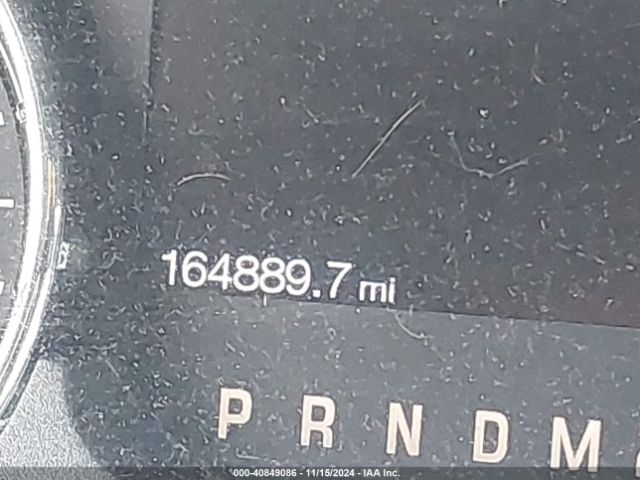 164889.7 mi
P R N D M
000-40849086 - 11/15/2024 - IAA Inc.